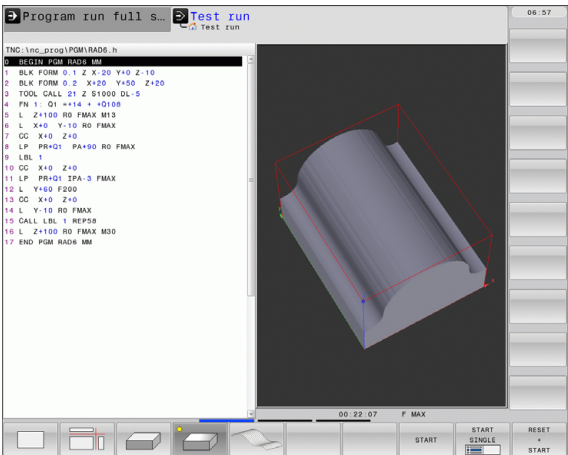 Program run full s…
Test run
Test run
06:57
TNC:\nc_prog\PGM\RAD6.h
0 BEGIN PGM RAD6 MM
1 BLK FORM 0.1 Z X-20 Y+0 Z-10
2 BLK FORM 0.2 X+20 Y+50 Z+20
3 TOOL CALL 21 Z S1000 DL-5
4 FN 1: Q1 =+14 + +Q108
5 L Z+100 R0 FMAX M13
6 L X+0 Y-10 R0 FMAX
7 CC X+0 Z+0
8 LP PR+Q1 PA+90 R0 FMAX
9 LBL 1
10 CC X+0 Z+0
11 LP PR+Q1 IPA-3 FMAX
12 L Y+60 F200
13 CC X+0 Z+0
14 L Y-10 R0 FMAX
15 CALL LBL 1 REP58
16 L Z+100 R0 FMAX M30
17 END PGM RAD6 MM
00:22:07 F MAX
START
START SINGLE
RESET + START